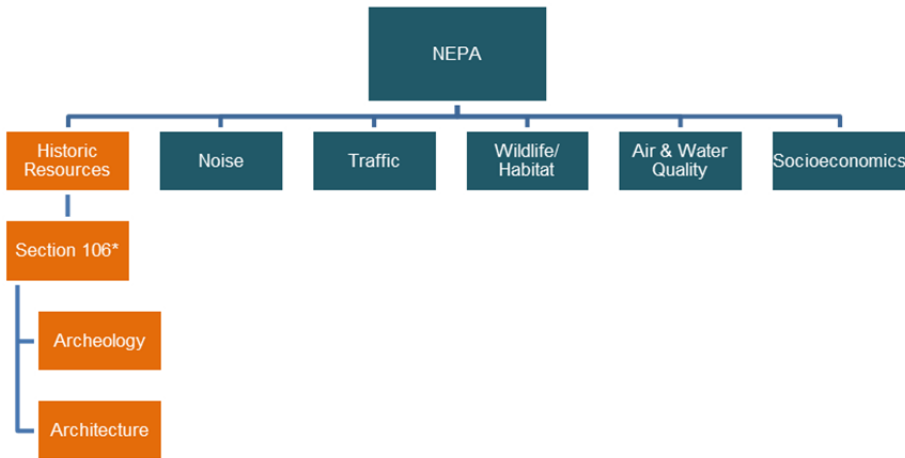 NEPA
Historic
Resources
Noise
Traffic
Wildlife/
Habitat
Air & Water
Quality
Socioeconomics
Section 106*
Archeology
Architecture